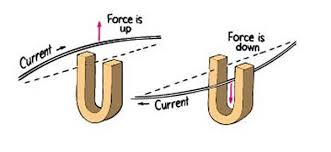 Force is
up
Current →
Force is
down
← Current